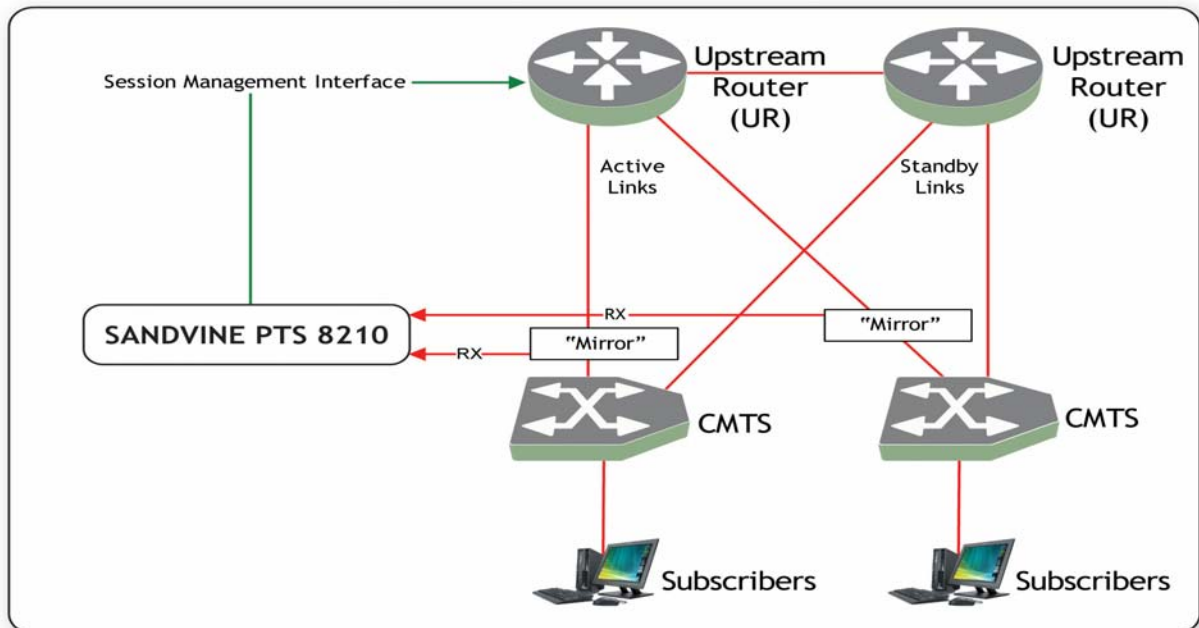 Session Management Interface
Upstream
Router
(UR)
Upstream
Router
(UR)
Active
Links
Standby
Links
SANDVINE PTS 8210
RX
"Mirror"
RX
"Mirror"
CMTS
CMTS
Subscribers
Subscribers